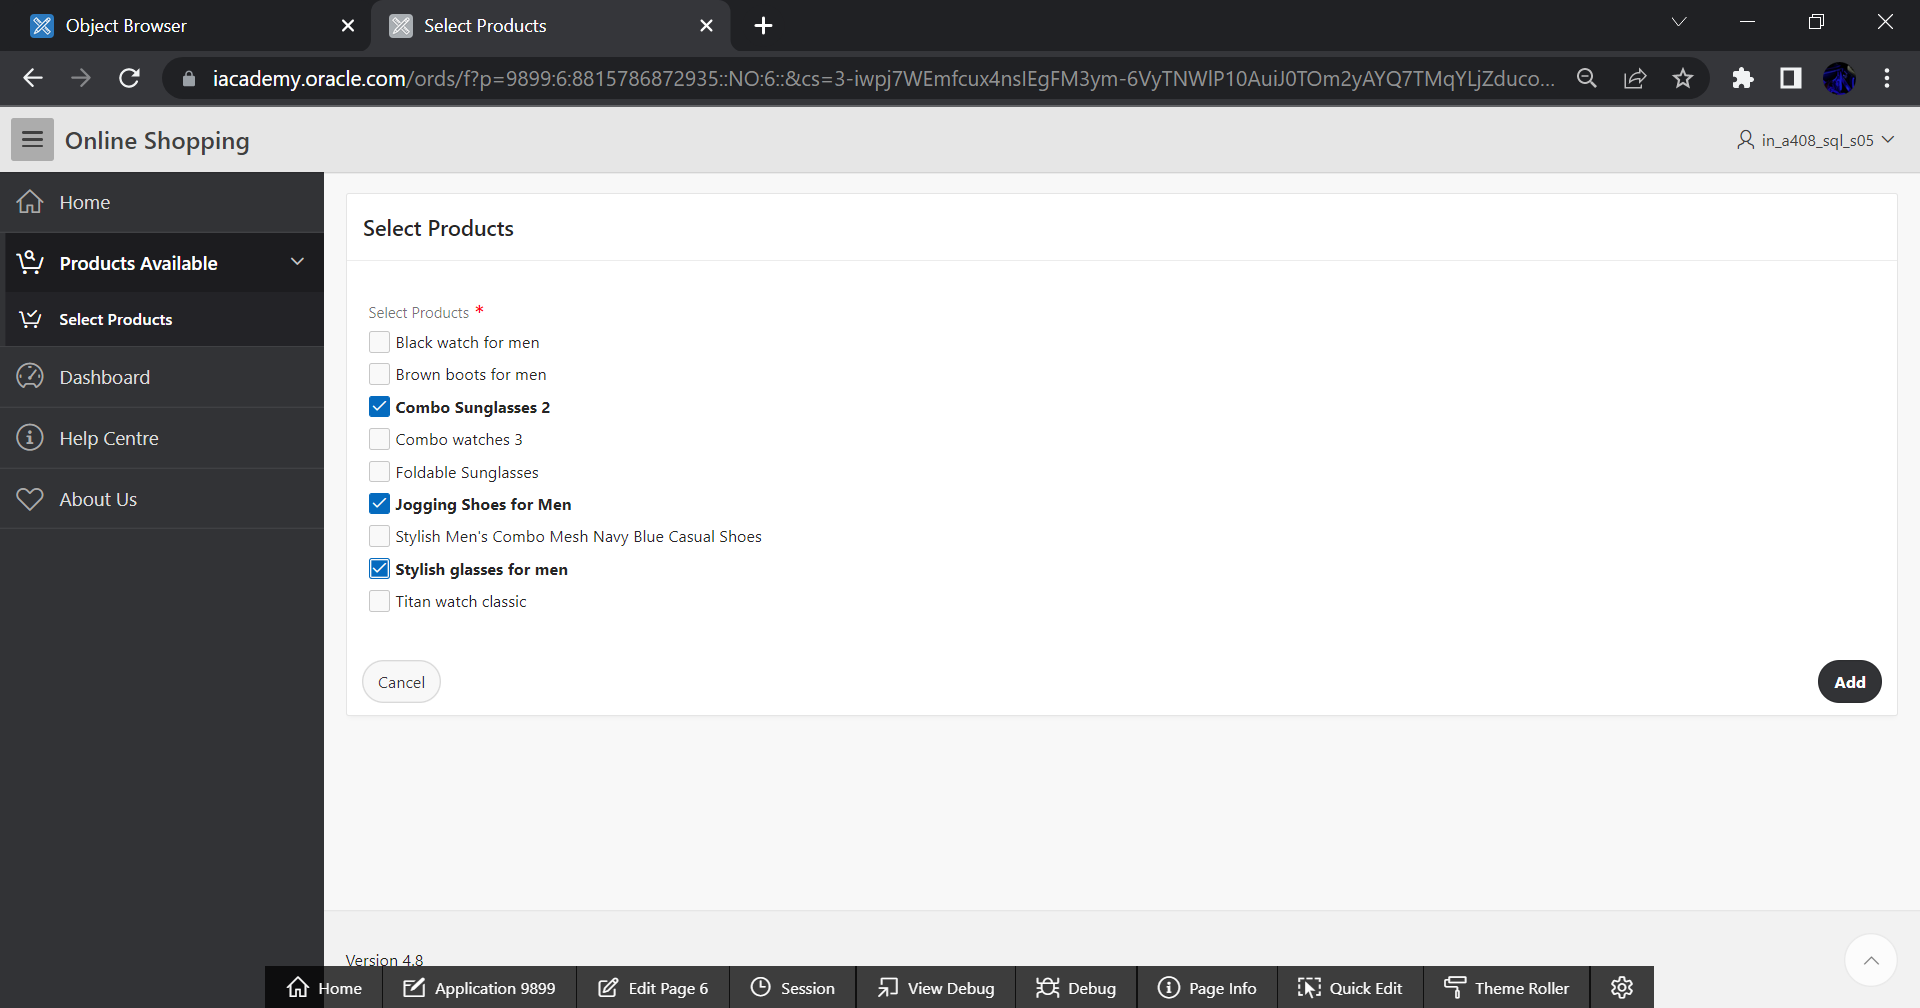 Object Browser
Select Products
iacademy.oracle.com/ords/f?p=9899:6:8815786872935::NO:6::&cs=3-iwpj7WEmfcux4nsIEgFM3ym-6VyTNWIP10AuiJ0TOm2yAYQ7TMqYLjZduco...
Online Shopping
in_a408_sql_s05
Home
Products Available
Select Products
Dashboard
Help Centre
About Us
Select Products
Select Products *
Black watch for men
Brown boots for men
Combo Sunglasses 2
Combo watches 3
Foldable Sunglasses
Jogging Shoes for Men
Stylish Men's Combo Mesh Navy Blue Casual Shoes
Stylish glasses for men
Titan watch classic
Cancel
Add
Version 4.8
Home
Application 9899
Edit Page 6
Session
View Debug
Debug
Page Info
Quick Edit
Theme Roller